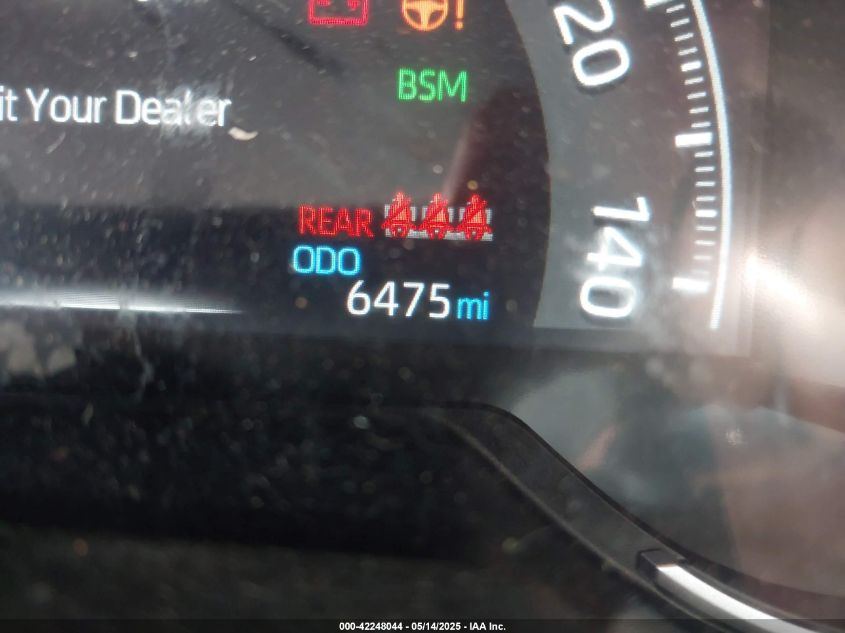 20
BSM
it Your Dealer
REAR
ODO
140
6475 mi
000-42248044 - 05/14/2025 - IAA Inc.